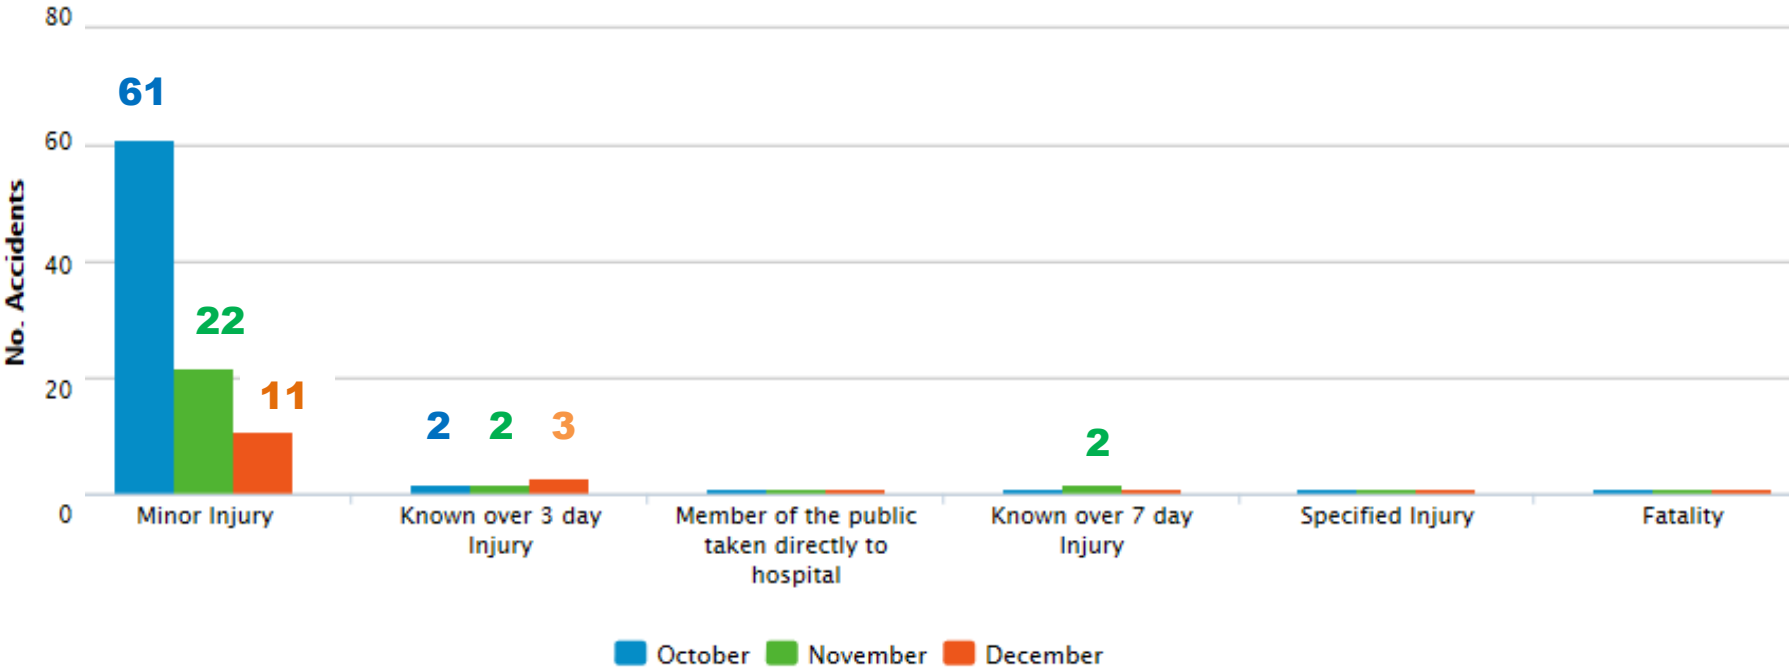 80
61
60
No. Accidents
40
22
20
11
2 2 3
2
0
Minor Injury
Known over 3 day
Injury
Member of the public
taken directly to
hospital
Known over 7 day
Injury
Specified Injury
Fatality
October November December